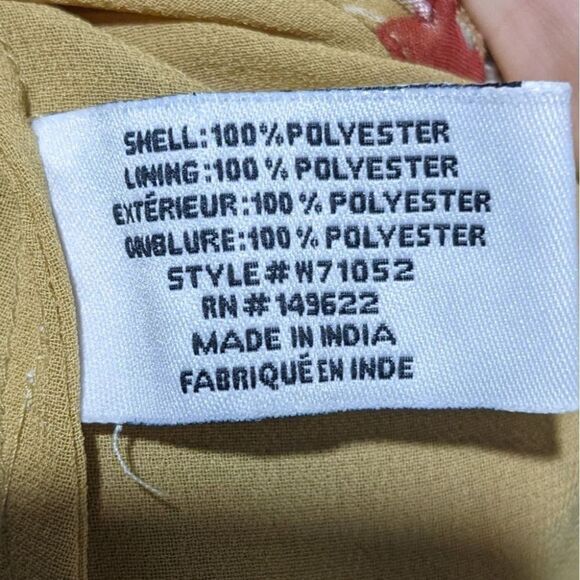 SHELL:100%POLYESTER
LINING:100% POLYESTER
EXTÉRIEUR:100% POLYESTER
DOUBLURE:100% POLYESTER
STYLE# W71052
RN# 149622
MADE IN INDIA
FABRIQUÉ EN INDE